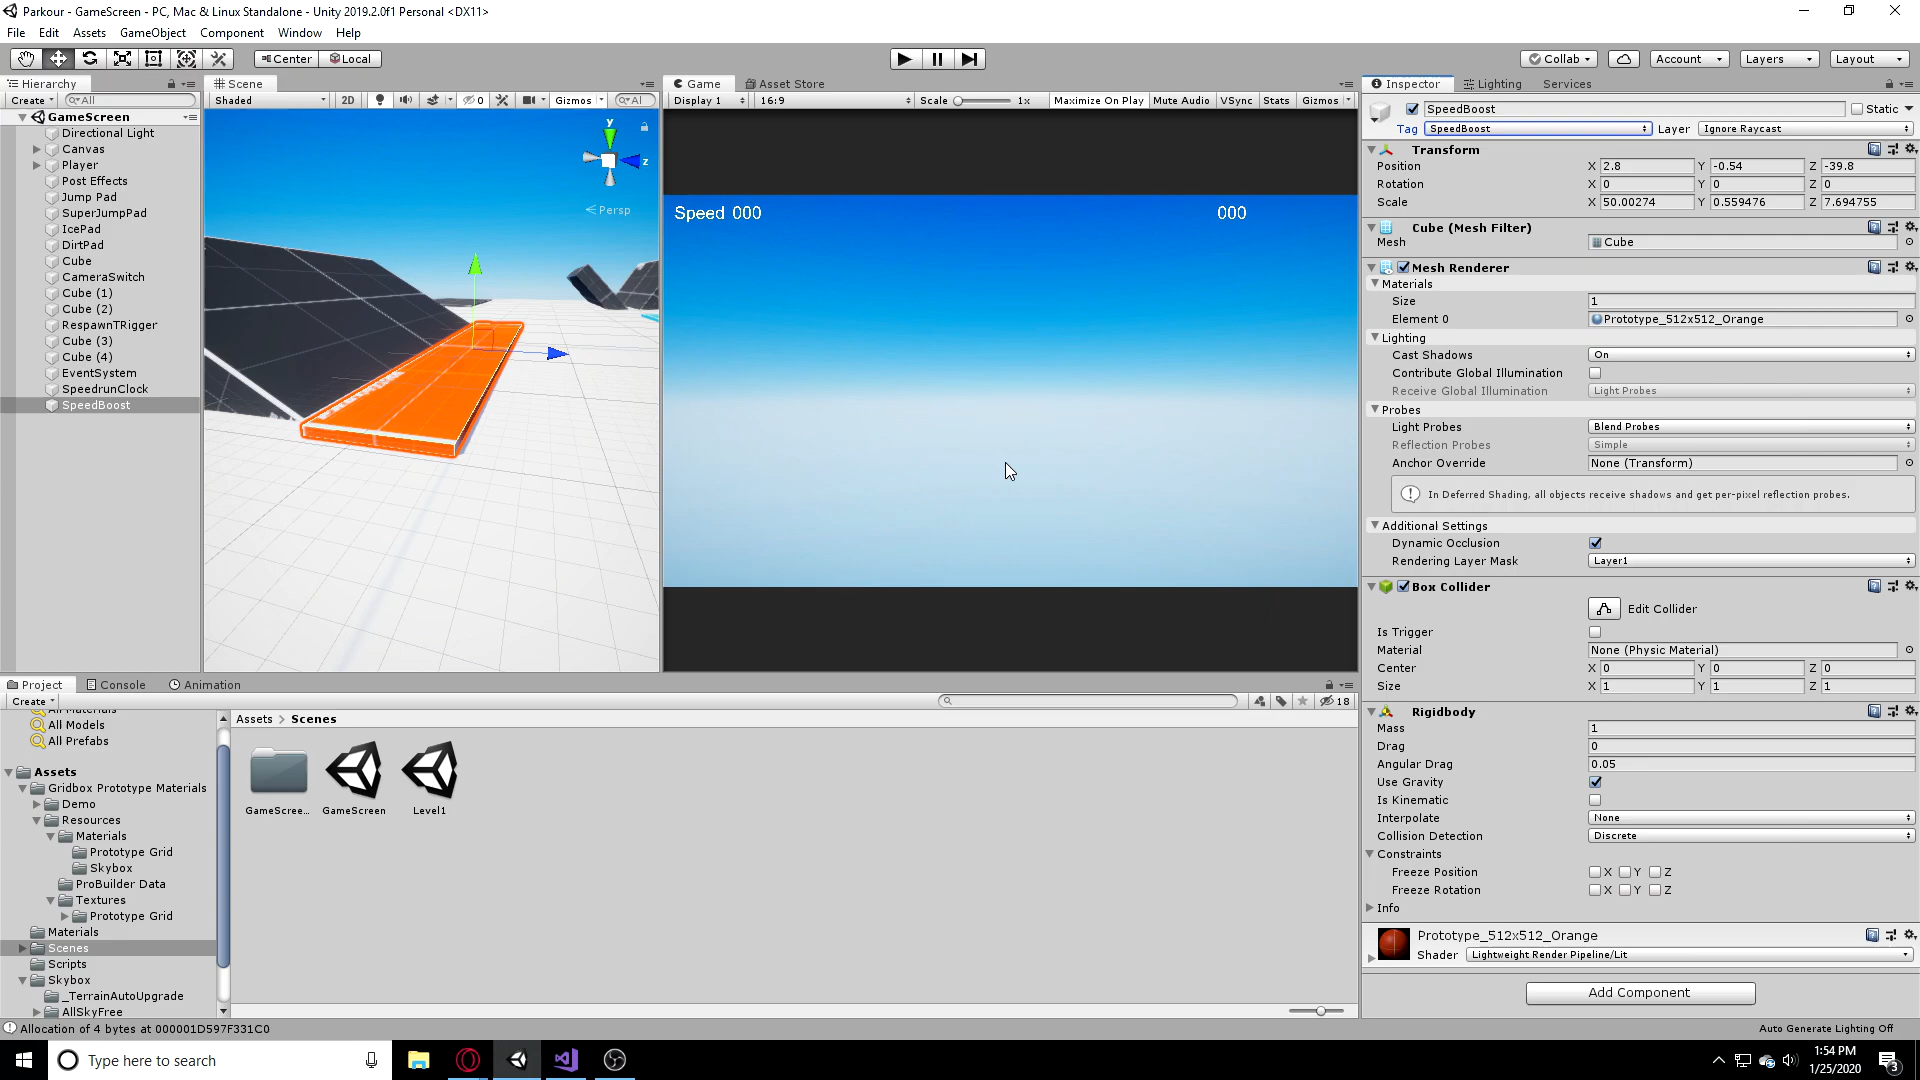 Parkour - GameScreen - PC, Mac & Linux Standalone - Unity 2019.2.0f1 Personal <DX11>
File Edit Assets GameObject Component Window Help
Center Local Collab Account Layers Layout
Hierarchy
Create All
GameScreen
Directional Light
Canvas
Player
Post Effects
Jump Pad
SuperJumpPad
IcePad
DirtPad
Cube
CameraSwitch
Cube (1)
Cube (2)
RespawnTRigger
Cube (3)
Cube (4)
EventSystem
SpeedrunClock
SpeedBoost
Scene
Shaded 2D 0 Gizmos Al
y
z
Persp
Game Asset Store
Display 1 16:9 Scale 1x Maximize On Play Mute Audio VSync Stats Gizmos
Speed 000 000
Inspector Lighting Services
SpeedBoost Static
Tag SpeedBoost Layer Ignore Raycast
Transform
Position X 2.8 Y -0.54 Z -39.8
Rotation X 0 Y 0 Z 0
Scale X 50.00274 Y 0.559476 Z 7.694755
Cube (Mesh Filter)
Mesh Cube
Mesh Renderer
Materials
Size 1
Element 0 Prototype_512x512_Orange
Lighting
Cast Shadows On
Contribute Global Illumination
Receive Global Illumination Light Probes
Probes
Light Probes Blend Probes
Reflection Probes Simple
Anchor Override None (Transform)
In Deferred Shading, all objects receive shadows and get per-pixel reflection probes.
Additional Settings
Dynamic Occlusion
Rendering Layer Mask Layer1
Box Collider
Edit Collider
Is Trigger
Material None (Physic Material)
Center X 0 Y 0 Z 0
Size X 1 Y 1 Z 1
Rigidbody
Mass 1
Drag 0
Angular Drag 0.05
Use Gravity
Is Kinematic
Interpolate None
Collision Detection Discrete
Constraints
Freeze Position X Y Z
Freeze Rotation X Y Z
Info
Prototype_512x512_Orange
Shader Lightweight Render Pipeline/Lit
Add Component
Project Console Animation
Create 18
All Materials
All Models
All Prefabs
Assets
Gridbox Prototype Materials
Demo
Resources
Materials
Prototype Grid
Skybox
ProBuilder Data
Textures
Prototype Grid
Materials
Scenes
Scripts
Skybox
_TerrainAutoUpgrade
AllSkyFree
Assets > Scenes
GameScree... GameScreen Level1
Allocation of 4 bytes at 000001D597F331C0
Auto Generate Lighting Off
Type here to search
1:54 PM
1/25/2020
3